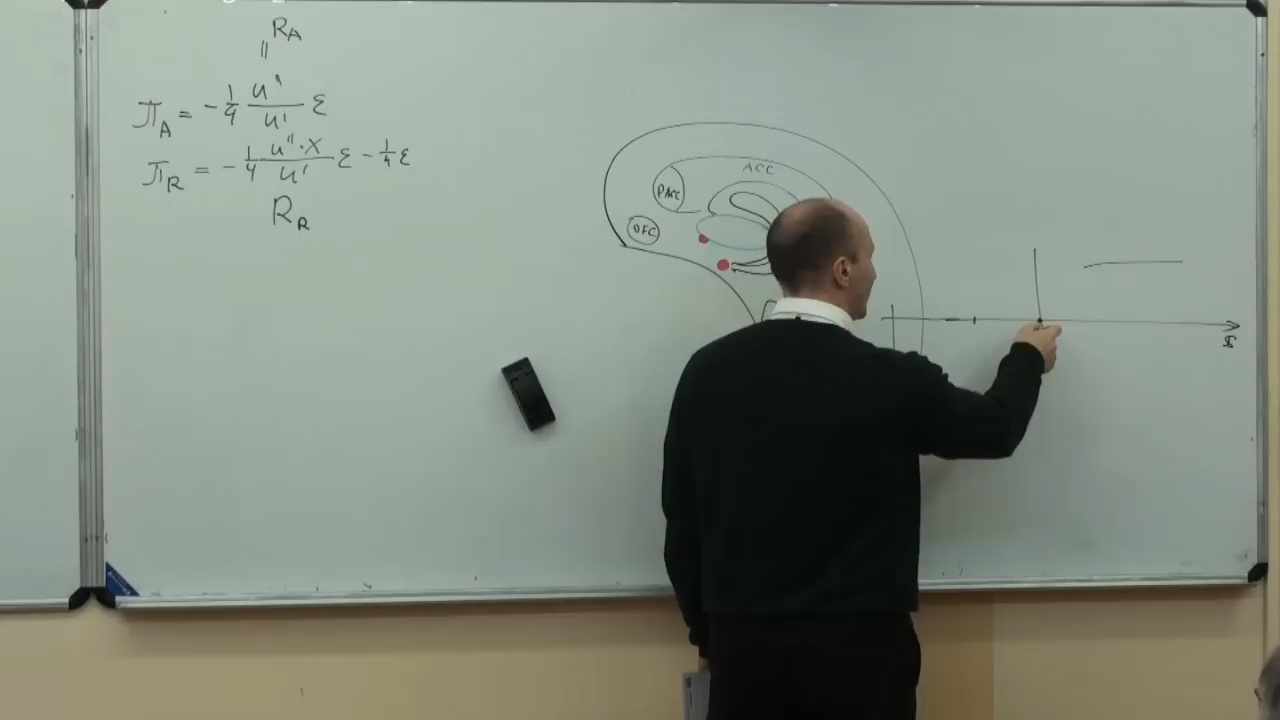 R_A
=
π_A = - 1/4 u''/u' ε
π_R = - 1/4 u''·x/u' ε - 1/4 ε
R_R
ACC
PACC
OFC